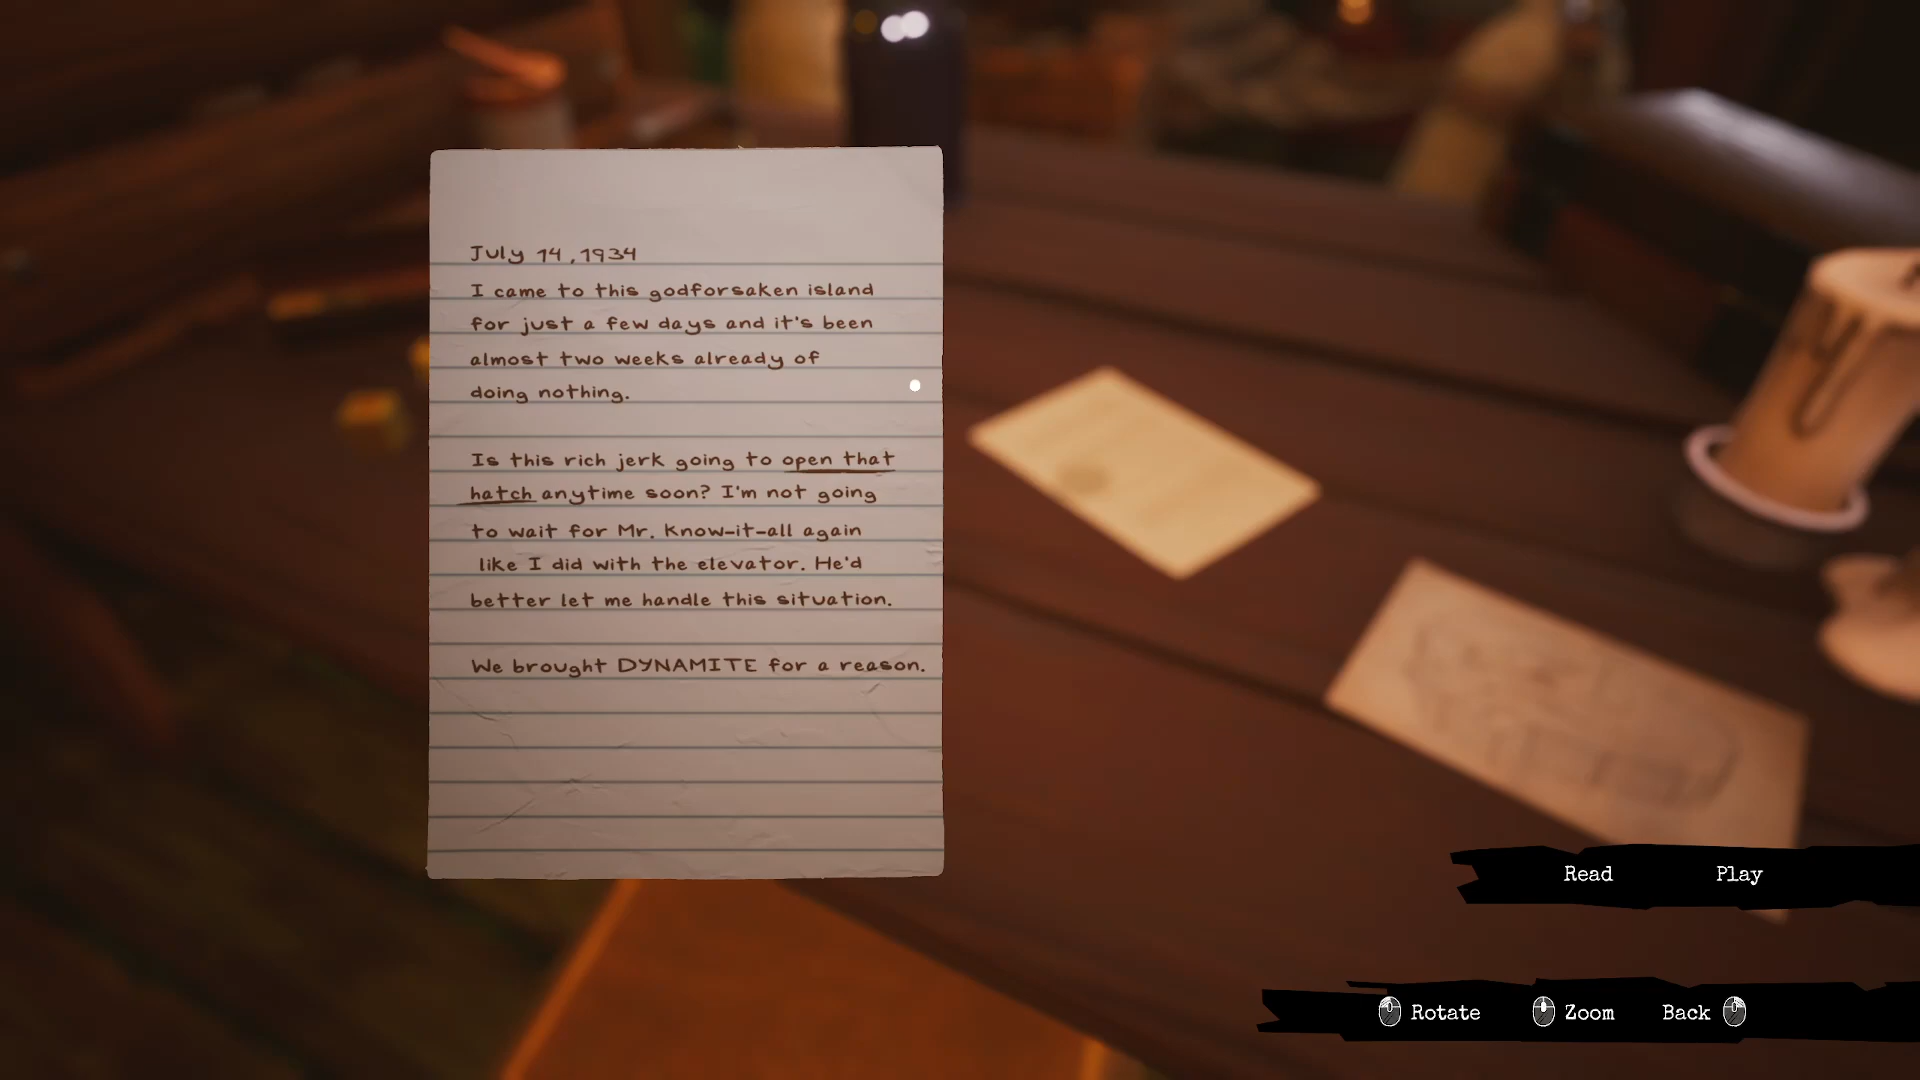 July 14, 1934
I came to this godforsaken island
for just a few days and it's been
almost two weeks already of
doing nothing.
Is this rich jerk going to open that
hatch anytime soon? I'm not going
to wait for Mr. Know-it-all again
like I did with the elevator. He'd
better let me handle this situation.
We brought DYNAMITE for a reason.
Read Play
Rotate Zoom Back